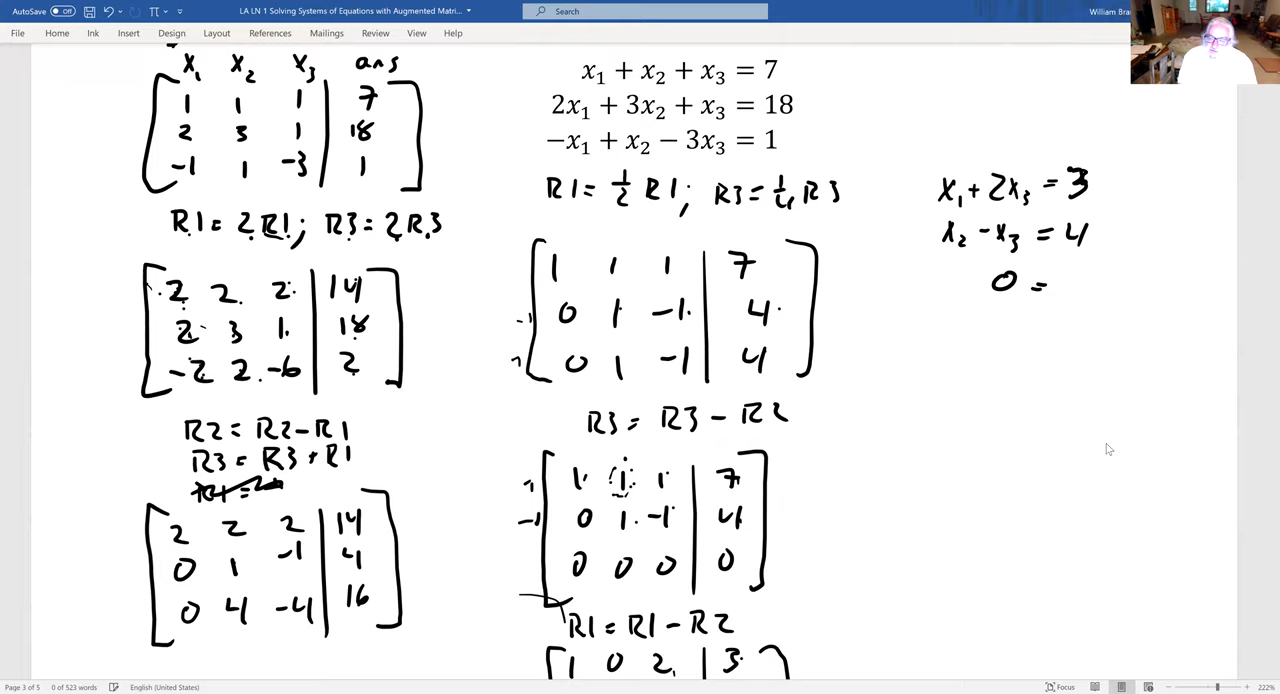 AutoSave Off LA LN 1 Solving Systems of Equations with Augmented Matri... Search William Bra
File Home Ink Insert Draw Design Layout References Mailings Review View Help
x₁ x₂ x₃ ans
1 1 1 | 7
2 3 1 | 18
-1 1 -3 | 1
R1 = 2R1; R3 = 2R3
2 2 2 | 14
2 3 1 | 18
-2 2 -6 | 2
R2 = R2 - R1
R3 = R3 + R1
2 2 2 | 14
0 1 -1 | 4
0 4 -4 | 16
x₁ + x₂ + x₃ = 7
2x₁ + 3x₂ + x₃ = 18
−x₁ + x₂ − 3x₃ = 1
R1 = 1/2 R1; R3 = 1/4 R3
1 1 1 | 7
0 1 -1 | 4
0 1 -1 | 4
R3 = R3 - R2
1 1 1 | 7
0 1 -1 | 4
0 0 0 | 0
R1 = R1 - R2
1 0 2 | 3
x₁ + 2x₃ = 3
x₂ - x₃ = 4
0 =
Page 3 of 5 0 of 523 words English (United States) Focus 222%